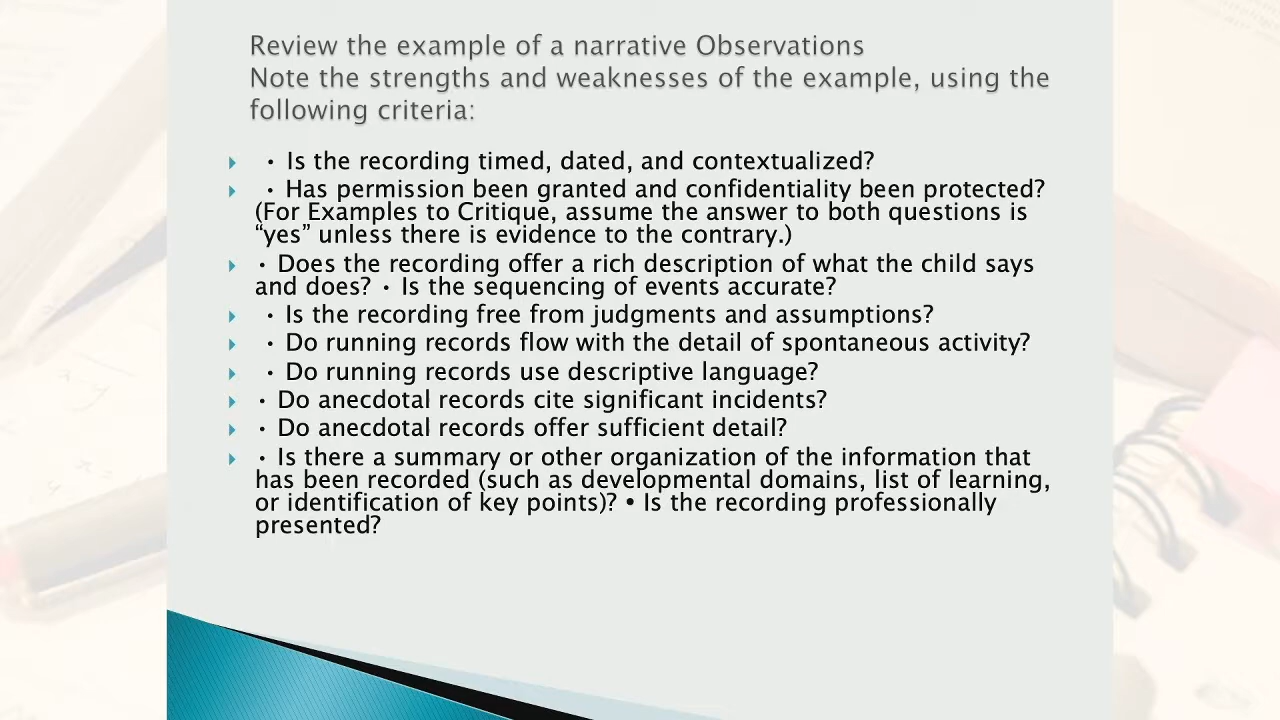 Review the example of a narrative Observations
Note the strengths and weaknesses of the example, using the
following criteria:
• Is the recording timed, dated, and contextualized?
• Has permission been granted and confidentiality been protected?
(For Examples to Critique, assume the answer to both questions is
“yes” unless there is evidence to the contrary.)
• Does the recording offer a rich description of what the child says
and does? • Is the sequencing of events accurate?
• Is the recording free from judgments and assumptions?
• Do running records flow with the detail of spontaneous activity?
• Do running records use descriptive language?
• Do anecdotal records cite significant incidents?
• Do anecdotal records offer sufficient detail?
• Is there a summary or other organization of the information that
has been recorded (such as developmental domains, list of learning,
or identification of key points)? • Is the recording professionally
presented?